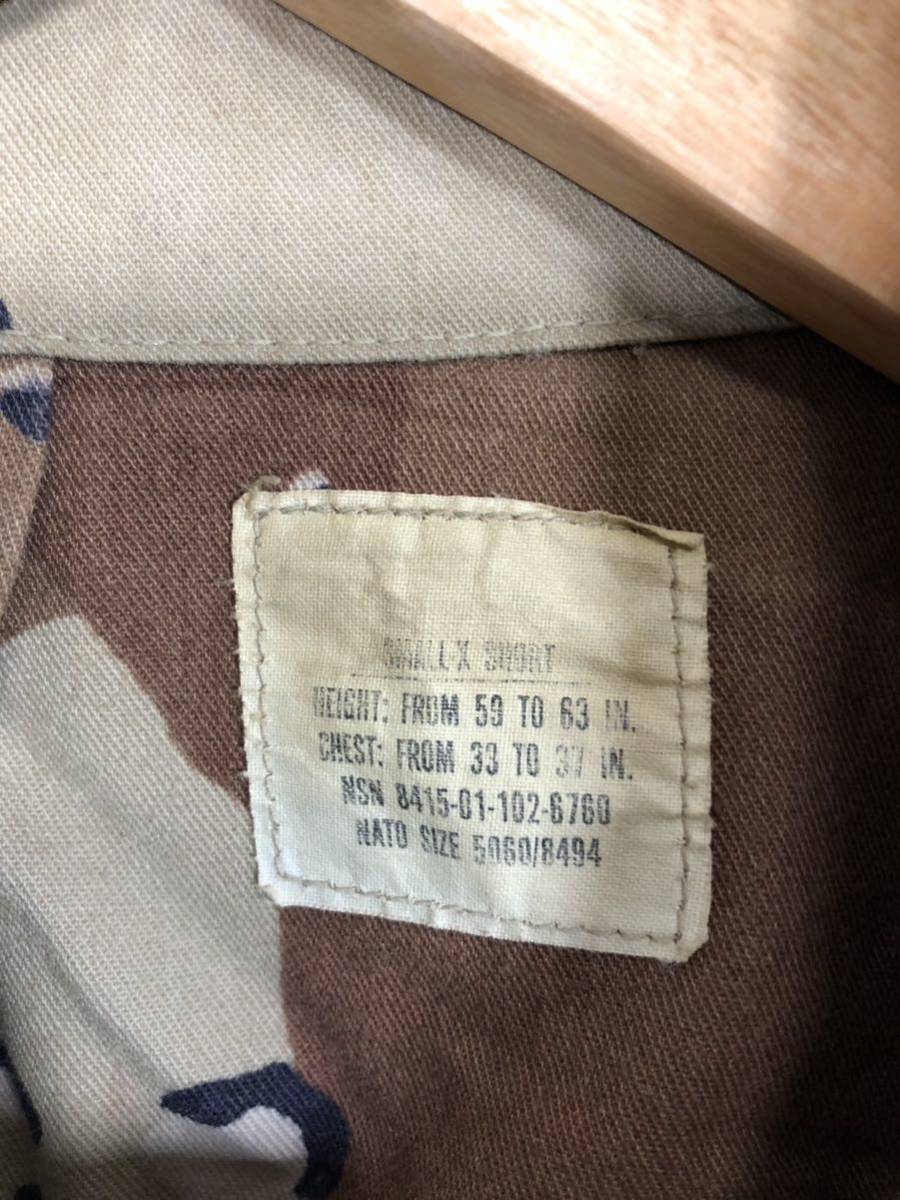 SMALL X SHORT
HEIGHT: FROM 59 TO 63 IN.
CHEST: FROM 33 TO 37 IN.
NSN 8415-01-102-6760
NATO SIZE 5060/8494